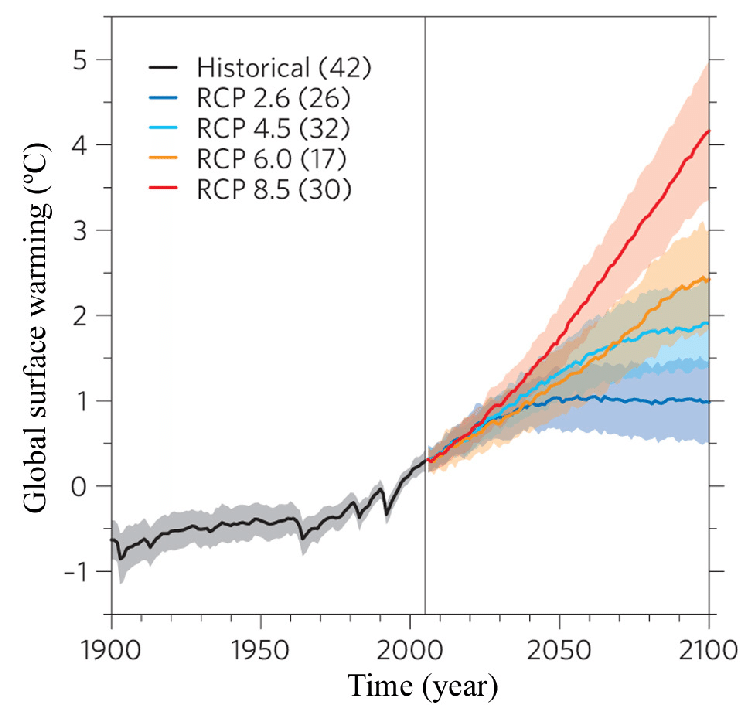 5
4
3
2
1
0
−1
Global surface warming (°C)
Historical (42)
RCP 2.6 (26)
RCP 4.5 (32)
RCP 6.0 (17)
RCP 8.5 (30)
1900 1950 2000 2050 2100
Time (year)